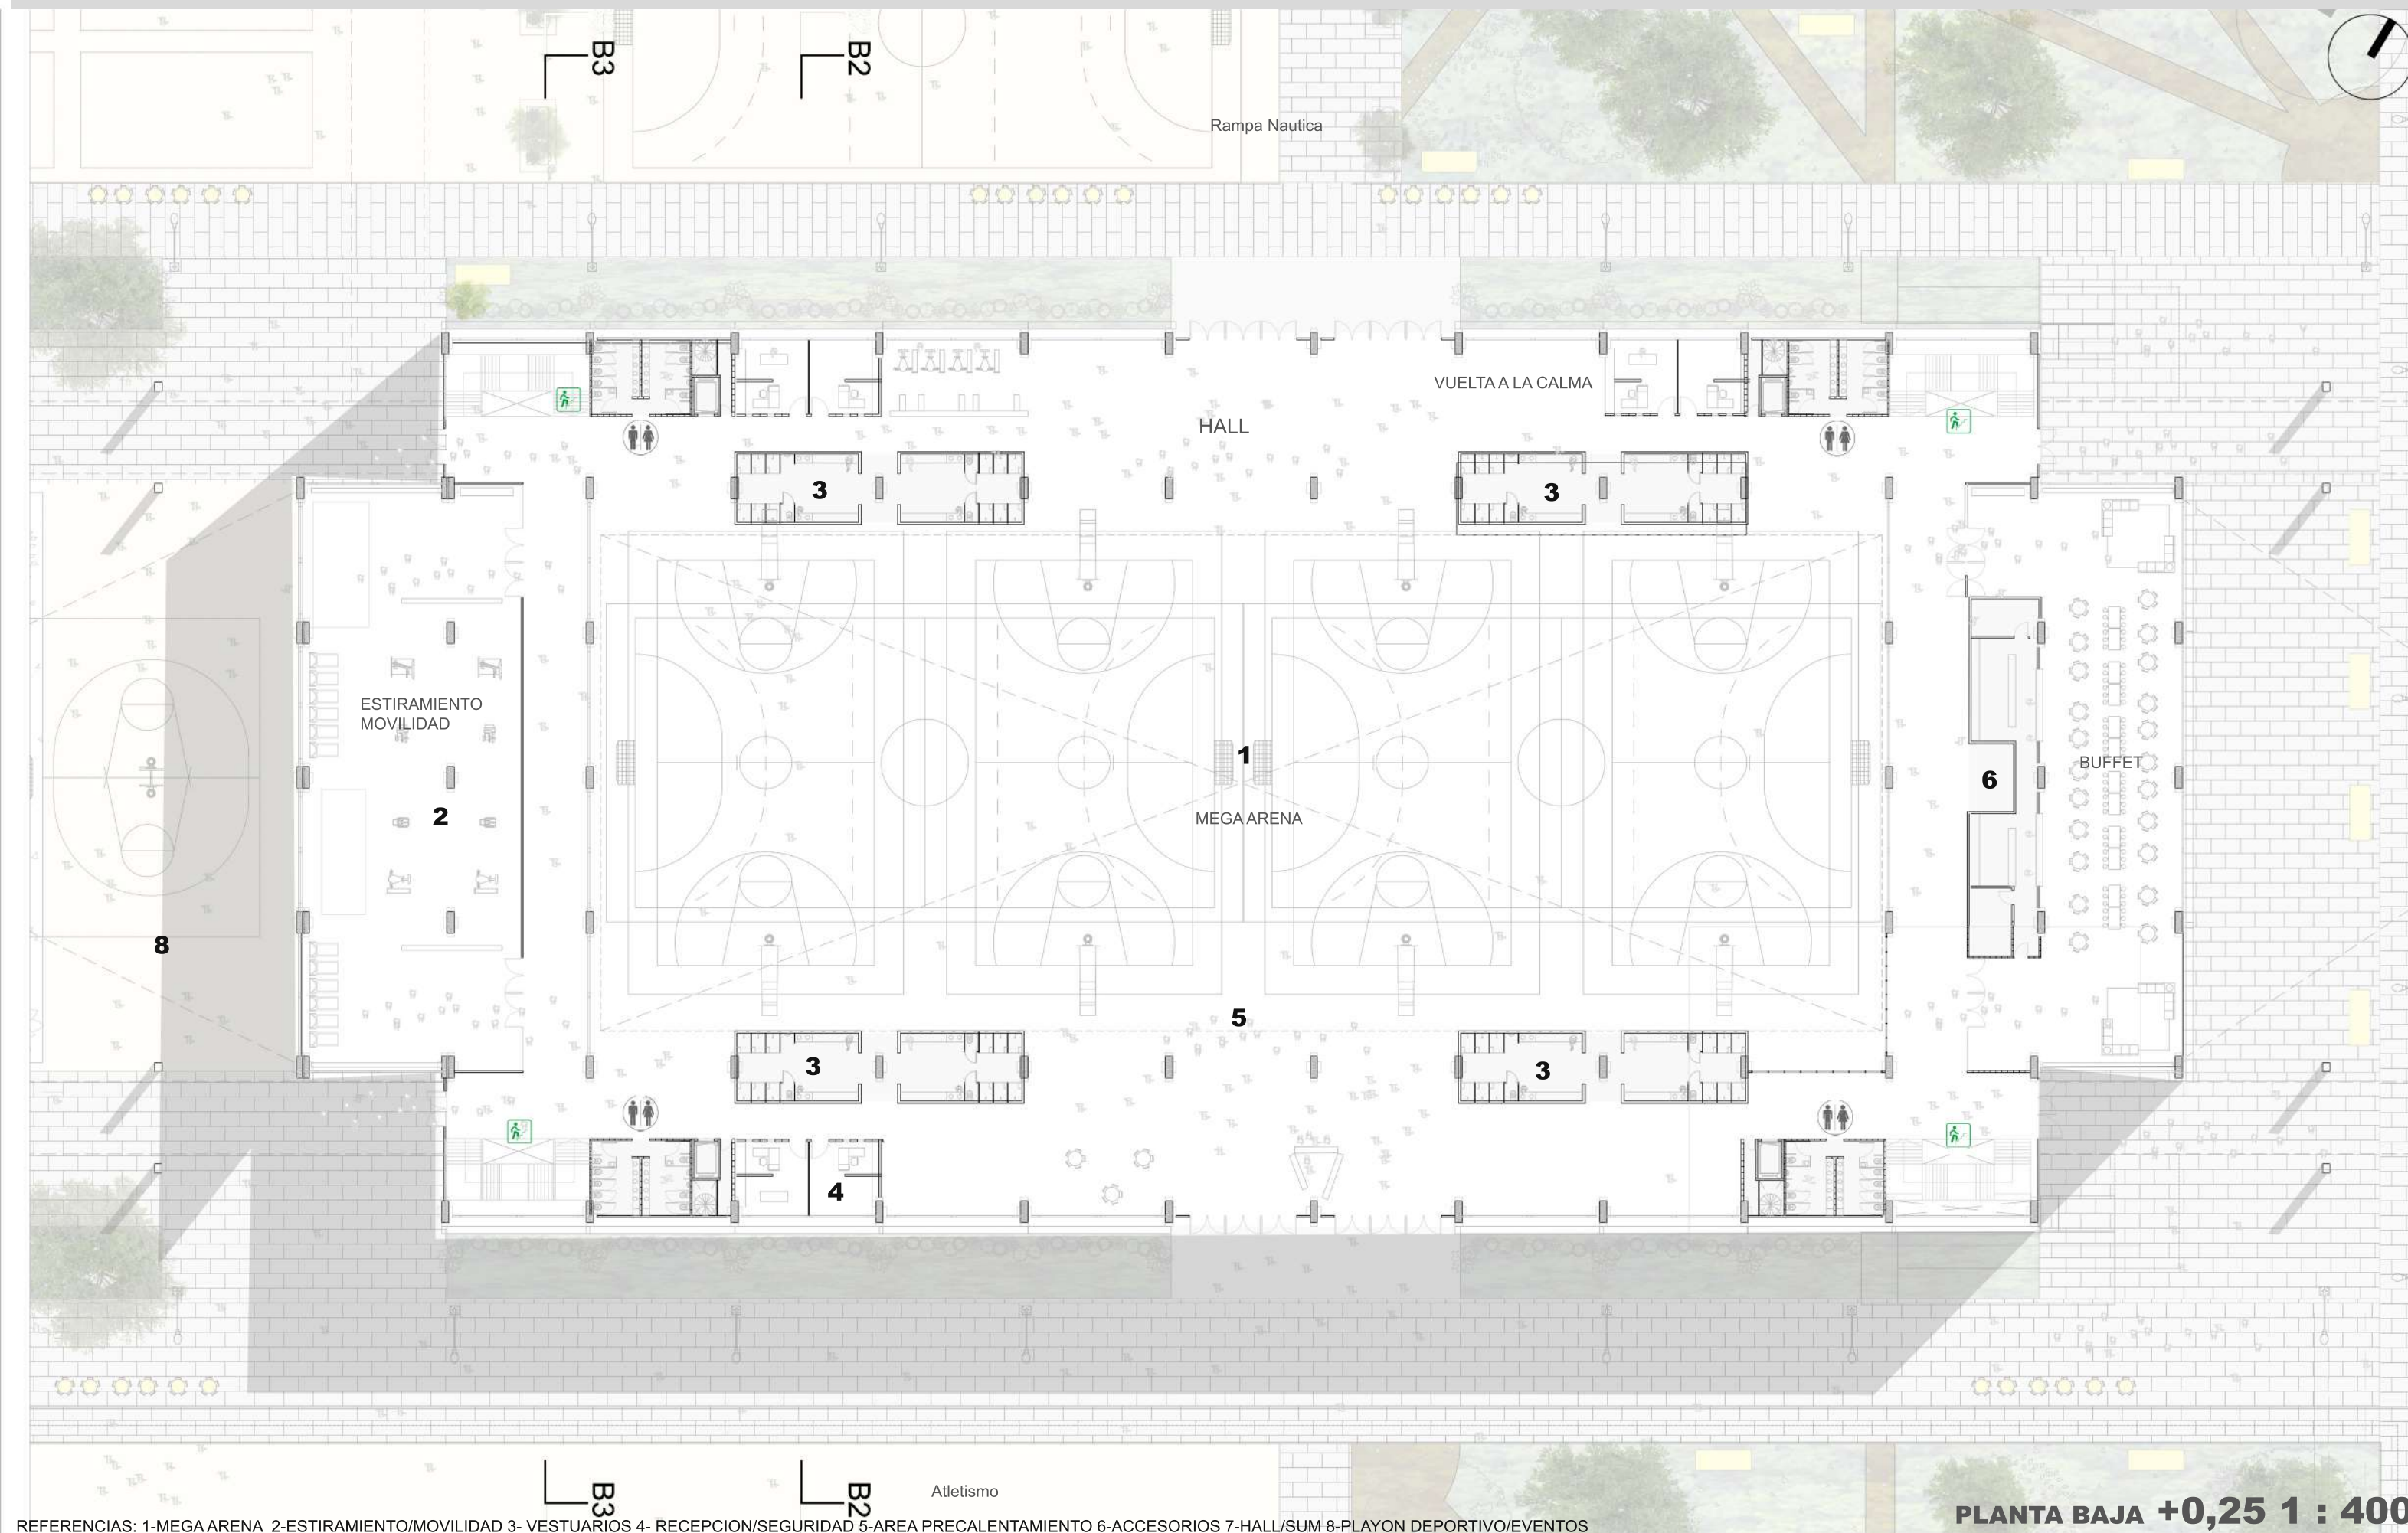 B3
B2
Rampa Nautica
VUELTA A LA CALMA
HALL
3
3
ESTIRAMIENTO
MOVILIDAD
1
6
BUFFET
2
MEGA ARENA
8
5
3
3
4
B3
B2
Atletismo
PLANTA BAJA +0,25 1 : 400
REFERENCIAS: 1-MEGA ARENA 2-ESTIRAMIENTO/MOVILIDAD 3- VESTUARIOS 4- RECEPCION/SEGURIDAD 5-AREA PRECALENTAMIENTO 6-ACCESORIOS 7-HALL/SUM 8-PLAYON DEPORTIVO/EVENTOS